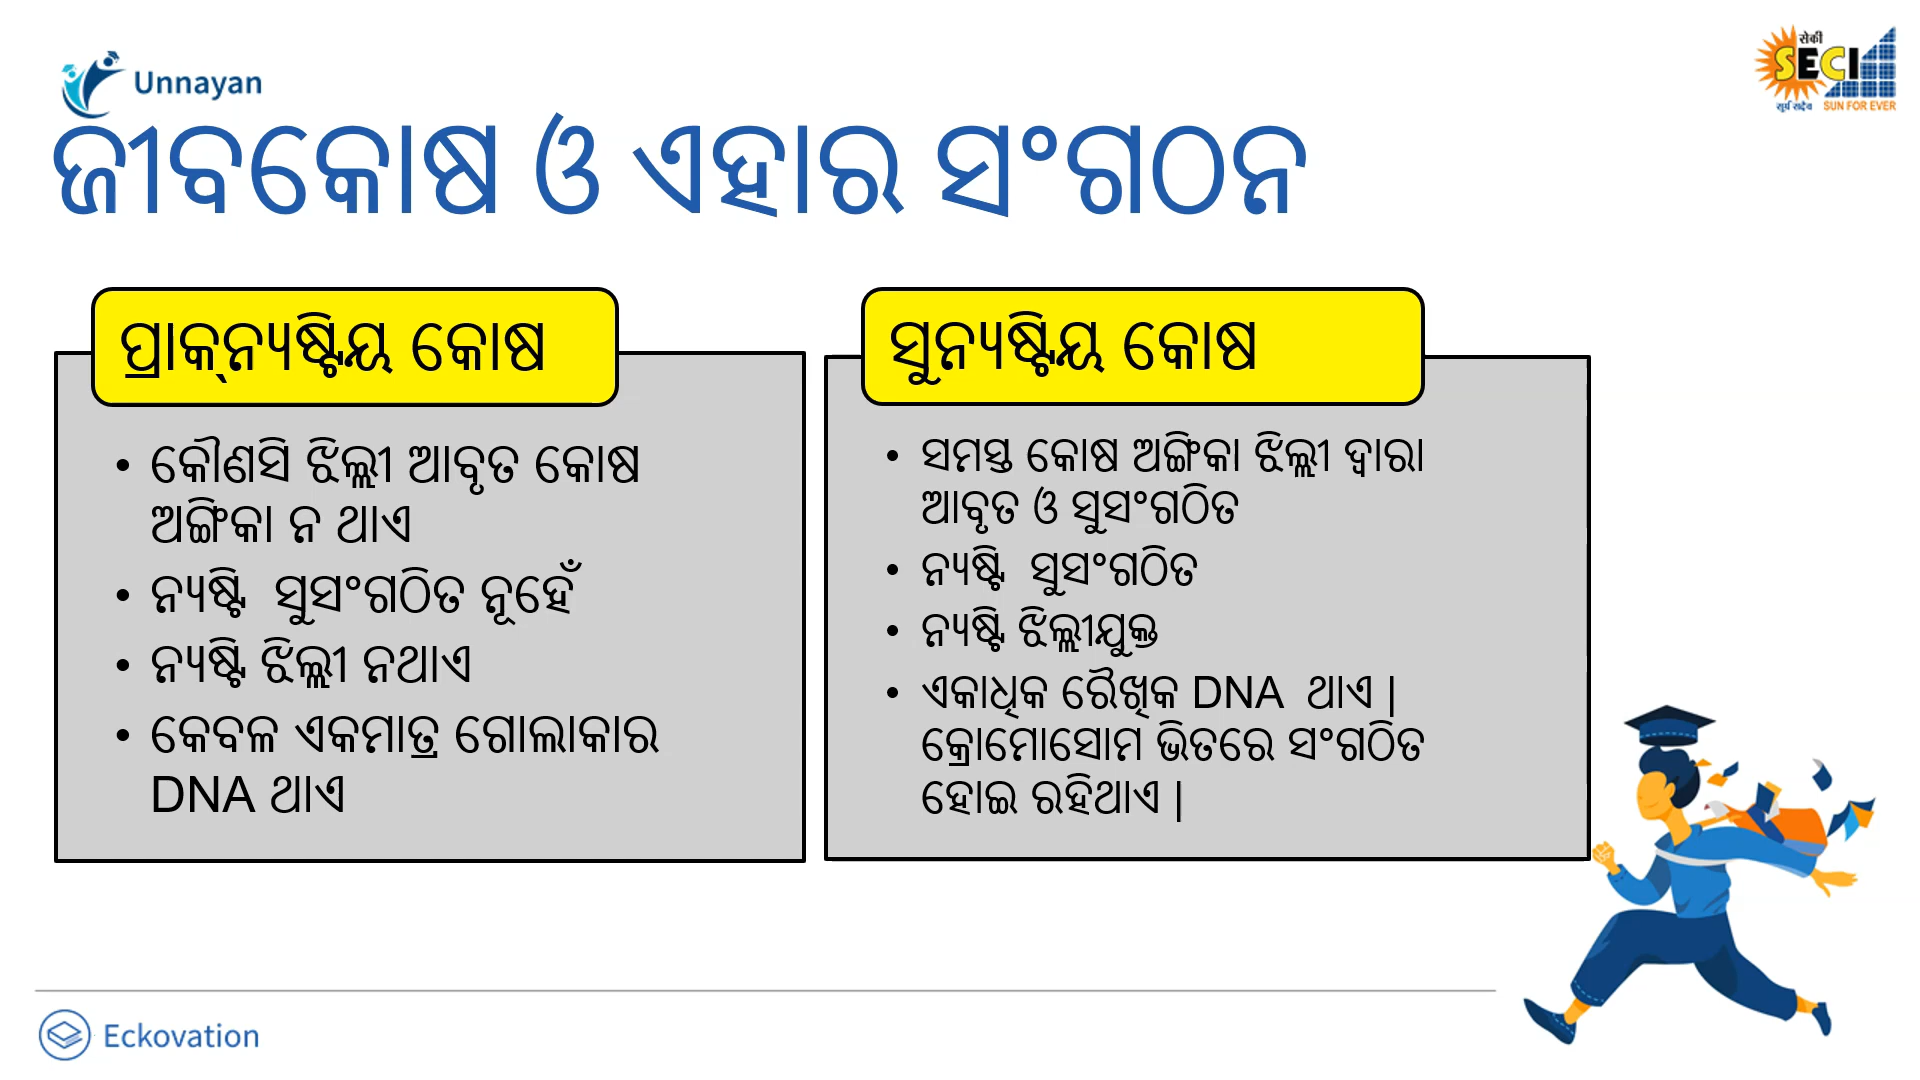 Unnayan
सेकी
SECI
सूर्य सदैव SUN FOR EVER
ଜୀବକୋଷ ଓ ଏହାର ସଂଗଠନ
ପ୍ରାକ୍‌ନ୍ୟଷ୍ଟିୟ କୋଷ
• କୌଣସି ଝିଲ୍ଲୀ ଆବୃତ କୋଷ
ଅଙ୍ଗିକା ନ ଥାଏ
• ନ୍ୟଷ୍ଟି ସୁସଂଗଠିତ ନୂହେଁ
• ନ୍ୟଷ୍ଟି ଝିଲ୍ଲୀ ନଥାଏ
• କେବଳ ଏକମାତ୍ର ଗୋଲାକାର
DNA ଥାଏ
ସୁନ୍ୟଷ୍ଟିୟ କୋଷ
• ସମସ୍ତ କୋଷ ଅଙ୍ଗିକା ଝିଲ୍ଲୀ ଦ୍ଵାରା
ଆବୃତ ଓ ସୁସଂଗଠିତ
• ନ୍ୟଷ୍ଟି ସୁସଂଗଠିତ
• ନ୍ୟଷ୍ଟି ଝିଲ୍ଲୀଯୁକ୍ତ
• ଏକାଧିକ ରୈଖିକ DNA ଥାଏ |
କ୍ରୋମୋସୋମ ଭିତରେ ସଂଗଠିତ
ହୋଇ ରହିଥାଏ |
Eckovation